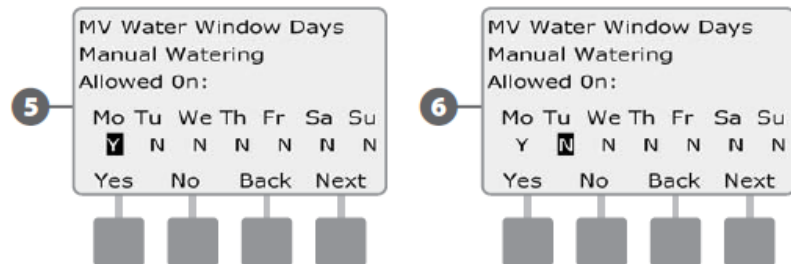 5
MV Water Window Days
Manual Watering
Allowed On:
Mo Tu We Th Fr Sa Su
Y N N N N N N
Yes No Back Next
6
MV Water Window Days
Manual Watering
Allowed On:
Mo Tu We Th Fr Sa Su
Y N N N N N N
Yes No Back Next